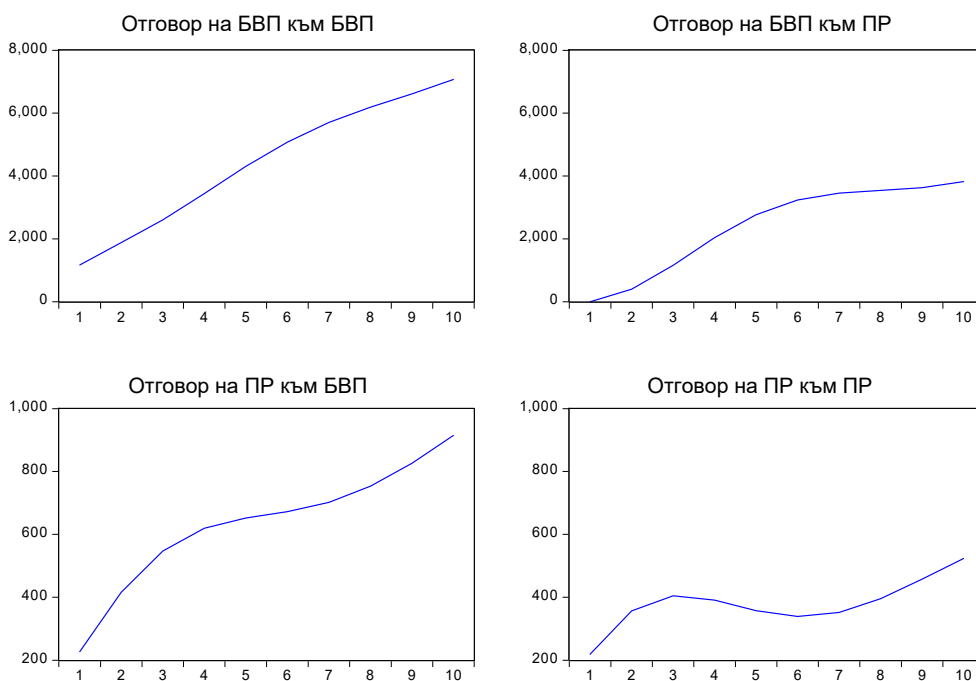 Отговор на БВП към БВП
8,000
6,000
4,000
2,000
0
1 2 3 4 5 6 7 8 9 10
Отговор на БВП към ПР
8,000
6,000
4,000
2,000
0
1 2 3 4 5 6 7 8 9 10
Отговор на ПР към БВП
1,000
800
600
400
200
1 2 3 4 5 6 7 8 9 10
Отговор на ПР към ПР
1,000
800
600
400
200
1 2 3 4 5 6 7 8 9 10